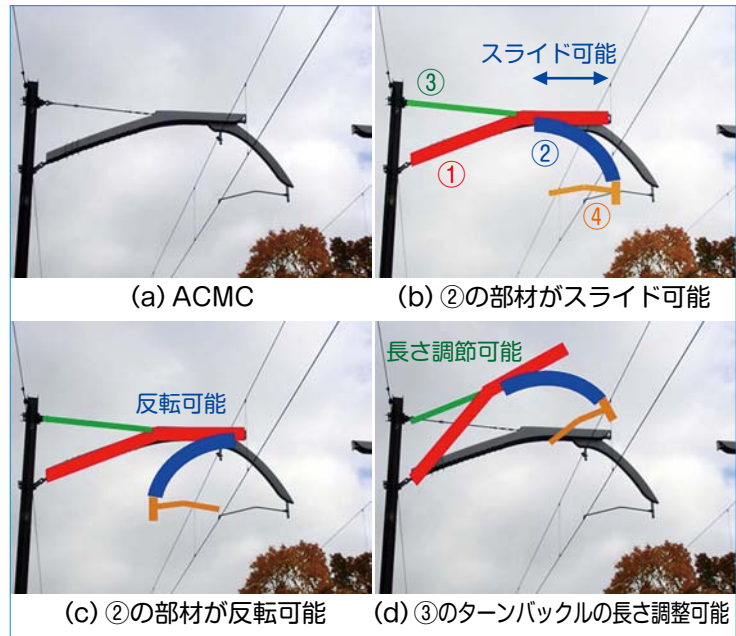 スライド可能
③
②
①
④
(a) ACMC
(b) ②の部材がスライド可能
反転可能
長さ調節可能
(c) ②の部材が反転可能
(d) ③のターンバックルの長さ調整可能